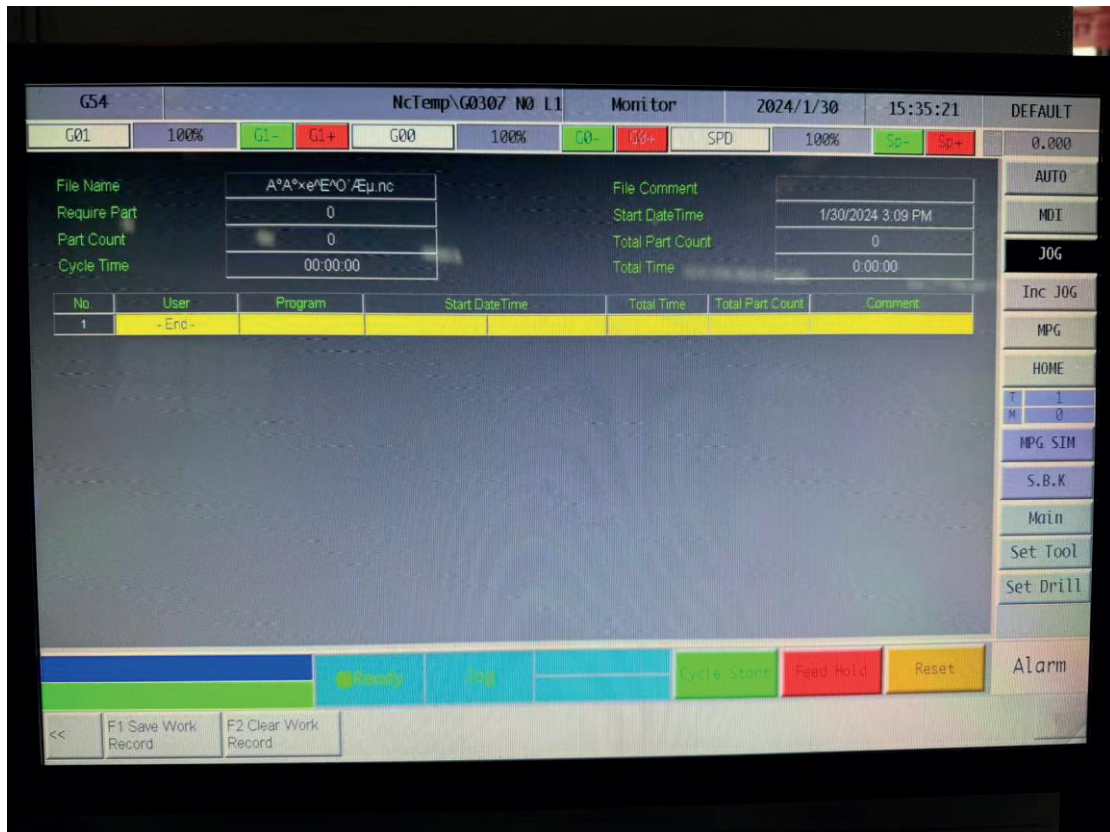 G54 NcTemp\G0307 N0 L1 Monitor 2024/1/30 15:35:21 DEFAULT
G01 100% G1- G1+ G00 100% G0- G0+ SPD 100% Sp- Sp+ 0.000
File Name AºAº×e^E^O´Æµ.nc File Comment
Require Part 0 Start DateTime 1/30/2024 3:09 PM
Part Count 0 Total Part Count 0
Cycle Time 00:00:00 Total Time 0:00:00
No. User Program Start DateTime Total Time Total Part Count Comment
1 - End -
AUTO
MDI
JOG
Inc JOG
MPG
HOME
T 1
M 0
MPG SIM
S.B.K
Main
Set Tool
Set Drill
Ready Jog Cycle Start Feed Hold Reset Alarm
<< F1 Save Work Record F2 Clear Work Record